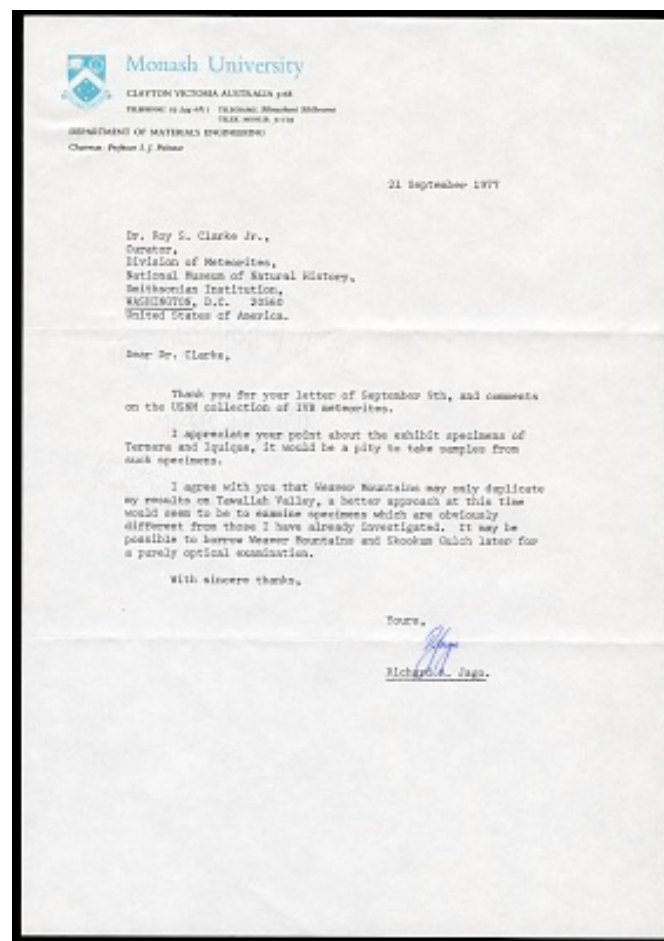 Monash University
CLAYTON VICTORIA AUSTRALIA 3168
DEPARTMENT OF MATERIALS ENGINEERING
Chairman: Professor I. J. Polmear
21 September 1977
Dr. Roy S. Clarke Jr.,
Curator,
Division of Meteorites,
National Museum of Natural History,
Smithsonian Institution,
WASHINGTON, D.C. 20560
United States of America.
Dear Dr. Clarke,
Thank you for your letter of September 9th, and comments
on the USNM collection of IVB meteorites.
I appreciate your point about the exhibit specimens of
Ternera and Iquique, it would be a pity to take samples from
such specimens.
I agree with you that Weaver Mountains may only duplicate
my results on Tawallah Valley, a better approach at this time
would seem to be to examine specimens which are obviously
different from those I have already investigated. It may be
possible to borrow Weaver Mountains and Skookum Gulch later for
a purely optical examination.
With sincere thanks,
Yours,
Richard A. Jago.